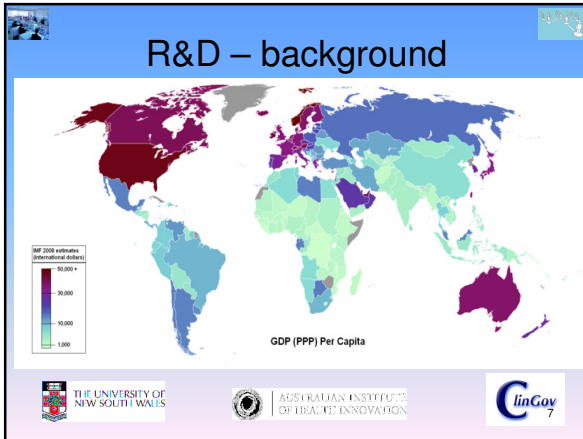 R&D – background
IMF 2008 estimates
(international dollars)
50,000 +
30,000
10,000
1,000
GDP (PPP) Per Capita
THE UNIVERSITY OF
NEW SOUTH WALES
AUSTRALIAN INSTITUTE
OF HEALTH INNOVATION
ClinGov
7